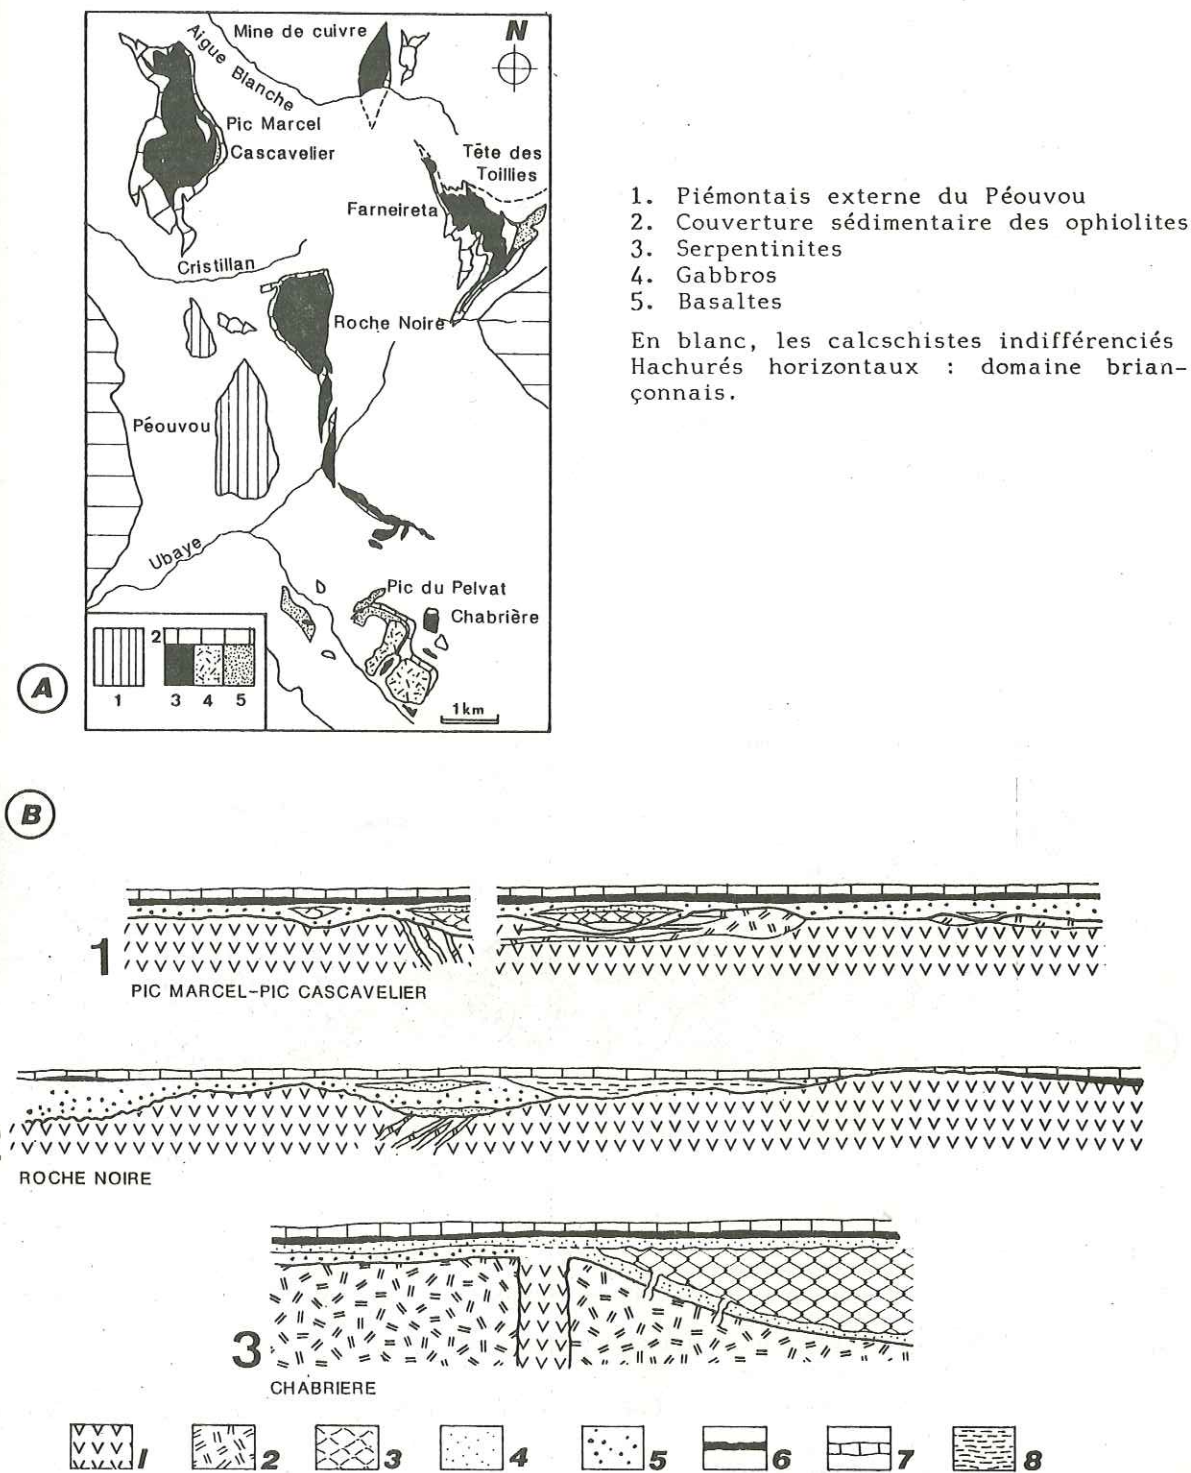 Mine de cuivre
N
Aigue Blanche
Pic Marcel
Cascavelier
Tête des
Toillies
Farneireta
Cristillan
Roche Noire
Péouvou
Ubaye
Pic du Pelvat
Chabrière
2
1 3 4 5
1km
A
1. Piémontais externe du Péouvou
2. Couverture sédimentaire des ophiolites
3. Serpentinites
4. Gabbros
5. Basaltes
En blanc, les calcschistes indifférenciés
Hachurés horizontaux : domaine brian-
çonnais.
B
1
PIC MARCEL-PIC CASCAVELIER
ROCHE NOIRE
3
CHABRIERE
1 2 3 4 5 6 7 8